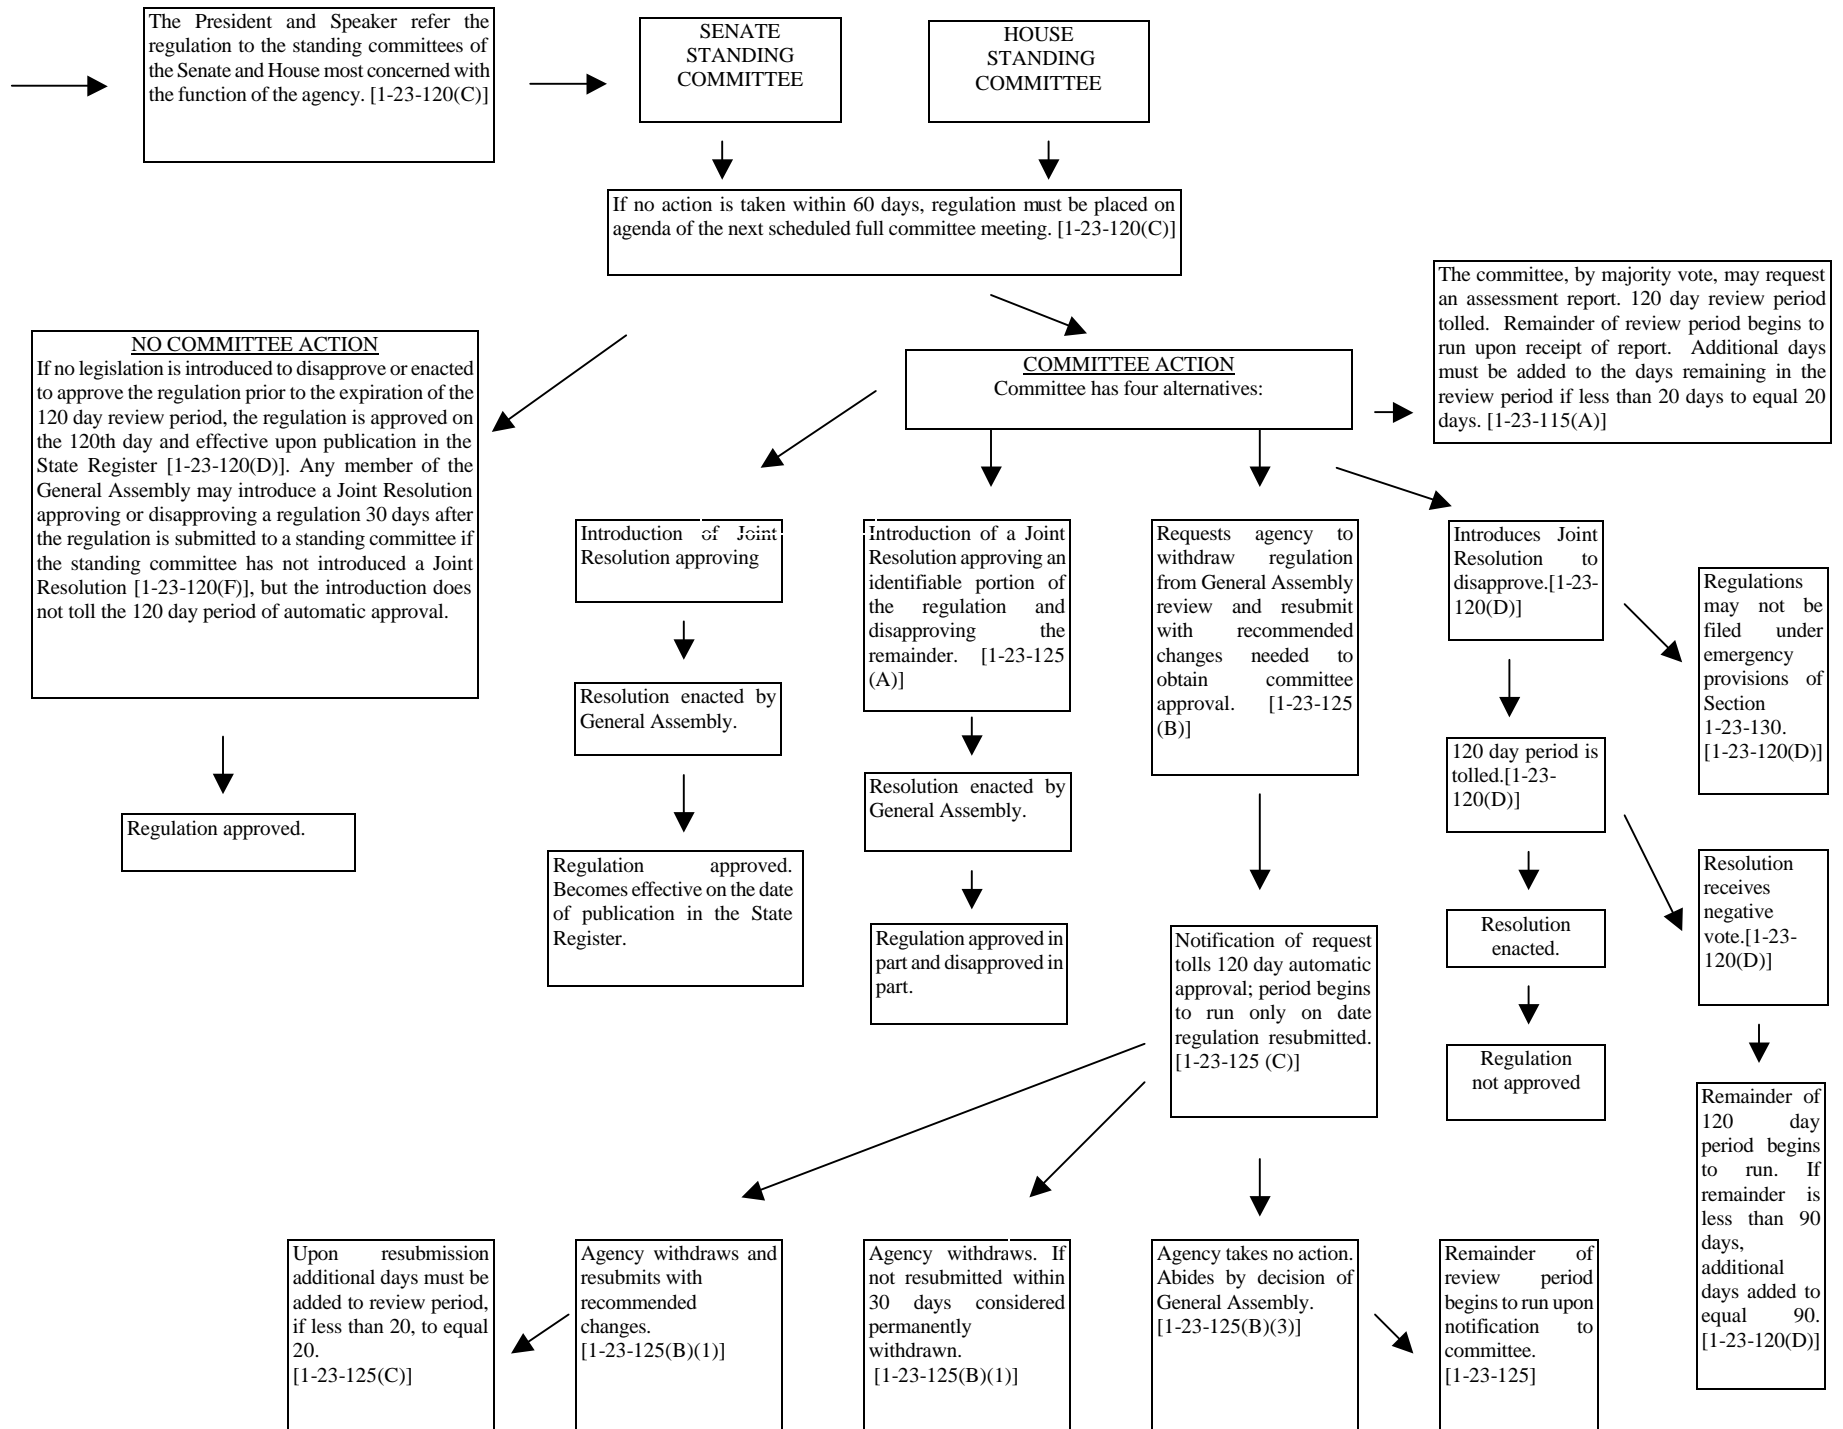 The President and Speaker refer the
regulation to the standing committees of
the Senate and House most concerned with
the function of the agency. [1-23-120(C)]
SENATE
STANDING
COMMITTEE
HOUSE
STANDING
COMMITTEE
If no action is taken within 60 days, regulation must be placed on
agenda of the next scheduled full committee meeting. [1-23-120(C)]
The committee, by majority vote, may request
an assessment report. 120 day review period
tolled. Remainder of review period begins to
run upon receipt of report. Additional days
must be added to the days remaining in the
review period if less than 20 days to equal 20
days. [1-23-115(A)]
NO COMMITTEE ACTION
If no legislation is introduced to disapprove or enacted
to approve the regulation prior to the expiration of the
120 day review period, the regulation is approved on
the 120th day and effective upon publication in the
State Register [1-23-120(D)]. Any member of the
General Assembly may introduce a Joint Resolution
approving or disapproving a regulation 30 days after
the regulation is submitted to a standing committee if
the standing committee has not introduced a Joint
Resolution [1-23-120(F)], but the introduction does
not toll the 120 day period of automatic approval.
COMMITTEE ACTION
Committee has four alternatives:
Introduction of Joint
Resolution approving
Introduction of a Joint
Resolution approving an
identifiable portion of
the regulation and
disapproving the
remainder. [1-23-125
(A)]
Requests agency to
withdraw regulation
from General Assembly
review and resubmit
with recommended
changes needed to
obtain committee
approval. [1-23-125
(B)]
Introduces Joint
Resolution to
disapprove.[1-23-
120(D)]
Regulations
may not be
filed under
emergency
provisions of
Section
1-23-130.
[1-23-120(D)]
Resolution enacted by
General Assembly.
Resolution enacted by
General Assembly.
120 day period is
tolled.[1-23-
120(D)]
Regulation approved.
Regulation approved.
Becomes effective on the date
of publication in the State
Register.
Regulation approved in
part and disapproved in
part.
Notification of request
tolls 120 day automatic
approval; period begins
to run only on date
regulation resubmitted.
[1-23-125 (C)]
Resolution
enacted.
Resolution
receives
negative
vote.[1-23-
120(D)]
Regulation
not approved
Remainder of
120 day
period begins
to run. If
remainder is
less than 90
days,
additional
days added to
equal 90.
[1-23-120(D)]
Upon resubmission
additional days must be
added to review period,
if less than 20, to equal
20.
[1-23-125(C)]
Agency withdraws and
resubmits with
recommended
changes.
[1-23-125(B)(1)]
Agency withdraws. If
not resubmitted within
30 days considered
permanently
withdrawn.
[1-23-125(B)(1)]
Agency takes no action.
Abides by decision of
General Assembly.
[1-23-125(B)(3)]
Remainder of
review period
begins to run upon
notification to
committee.
[1-23-125]